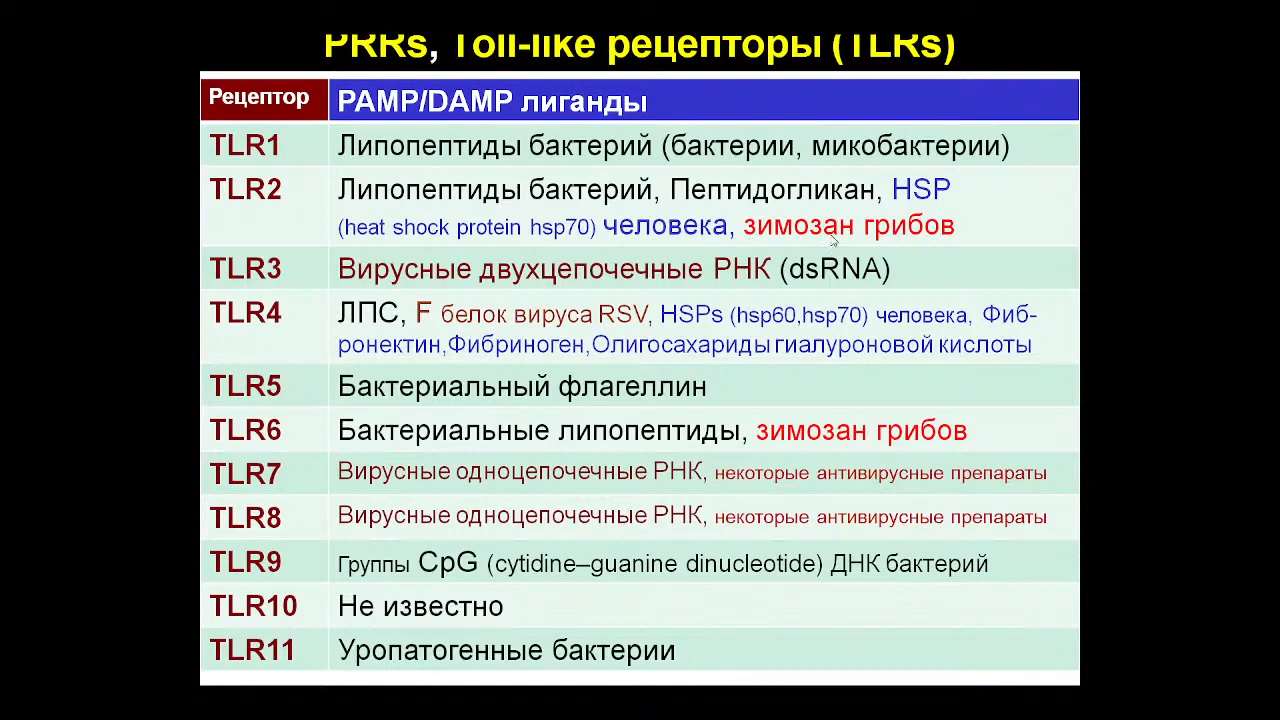 PRRs, Toll-like рецепторы (TLRs)
Рецептор PAMP/DAMP лиганды
TLR1 Липопептиды бактерий (бактерии, микобактерии)
TLR2 Липопептиды бактерий, Пептидогликан, HSP
(heat shock protein hsp70) человека, зимозан грибов
TLR3 Вирусные двухцепочечные РНК (dsRNA)
TLR4 ЛПС, F белок вируса RSV, HSPs (hsp60,hsp70) человека, Фиб-
ронектин,Фибриноген,Олигосахариды гиалуроновой кислоты
TLR5 Бактериальный флагеллин
TLR6 Бактериальные липопептиды, зимозан грибов
TLR7 Вирусные одноцепочечные РНК, некоторые антивирусные препараты
TLR8 Вирусные одноцепочечные РНК, некоторые антивирусные препараты
TLR9 Группы CpG (cytidine–guanine dinucleotide) ДНК бактерий
TLR10 Не известно
TLR11 Уропатогенные бактерии